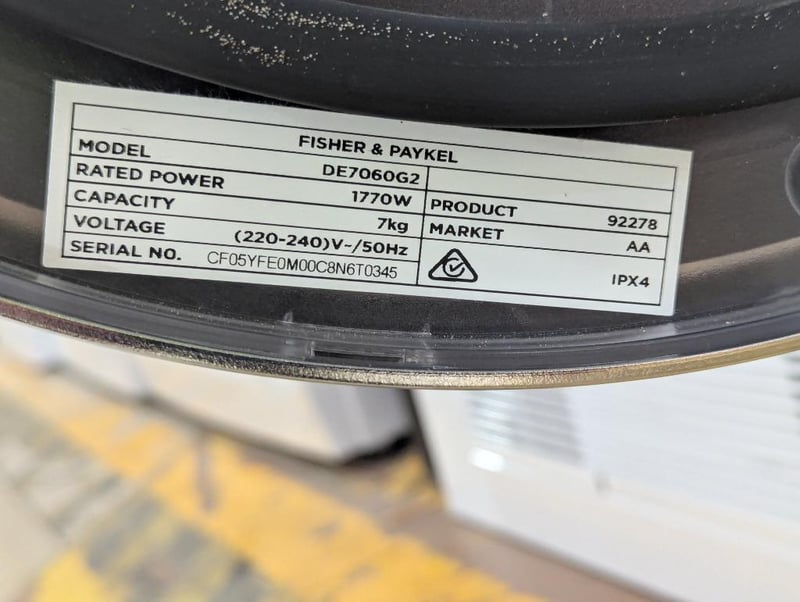 FISHER & PAYKEL
MODEL DE7060G2
RATED POWER 1770W PRODUCT 92278
CAPACITY 7kg MARKET AA
VOLTAGE (220-240)V~/50Hz
SERIAL NO. CF05YFE0M00C8N6T0345 IPX4